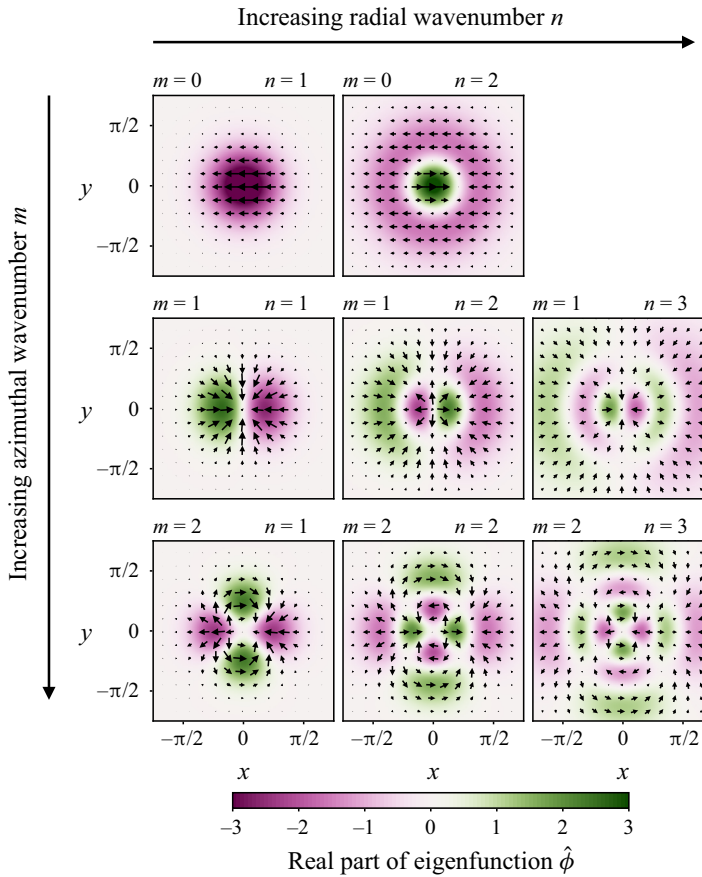 Increasing radial wavenumber n
Increasing azimuthal wavenumber m
m = 0 n = 1 m = 0 n = 2
π/2
y 0
−π/2
m = 1 n = 1 m = 1 n = 2 m = 1 n = 3
π/2
y 0
−π/2
m = 2 n = 1 m = 2 n = 2 m = 2 n = 3
π/2
y 0
−π/2
−π/2 0 π/2 −π/2 0 π/2 −π/2 0 π/2
x x x
−3 −2 −1 0 1 2 3
Real part of eigenfunction ϕ̂